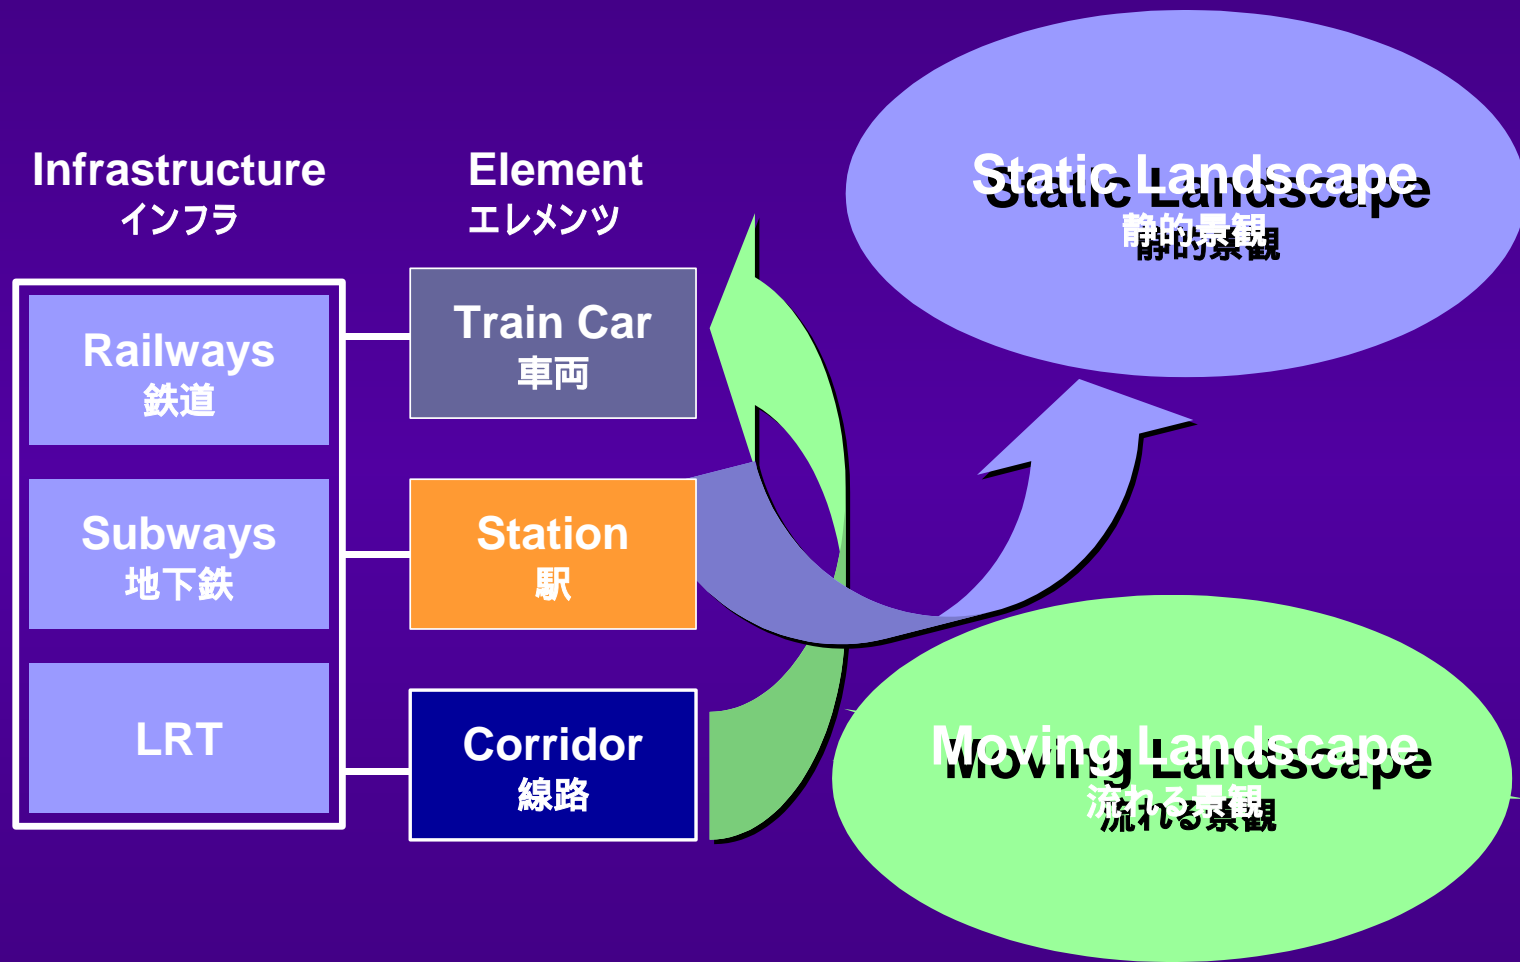 Infrastructure
インフラ
Railways
鉄道
Subways
地下鉄
LRT
Element
エレメンツ
Train Car
車両
Station
駅
Corridor
線路
Static Landscape
静的景観
Moving Landscape
流れる景観